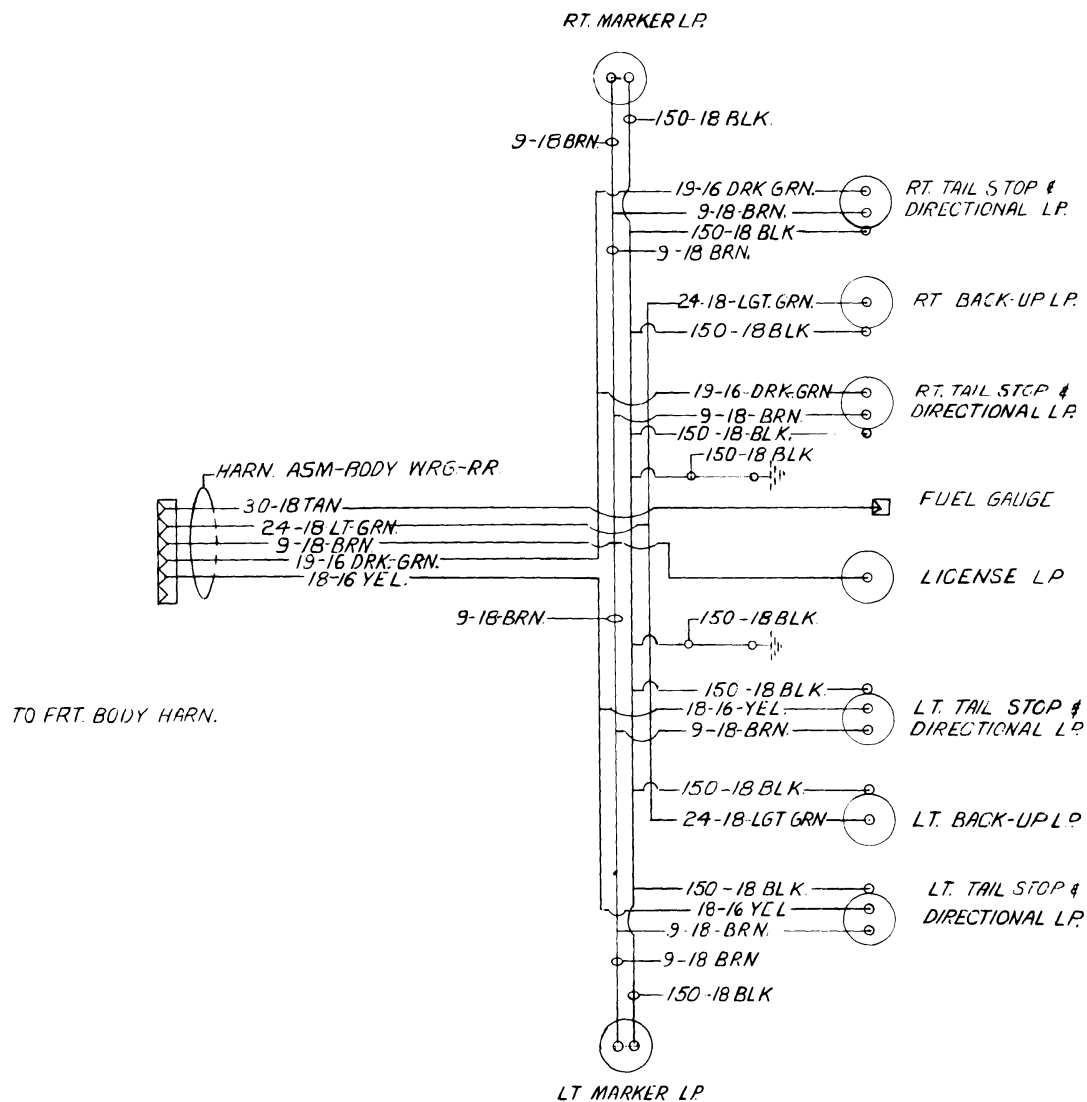 RT. MARKER LP.
150-18 BLK.
9-18 BRN.
19-16 DRK GRN.
RT. TAIL STOP &
9-18-BRN.
DIRECTIONAL LP.
150-18 BLK
9-18 BRN.
24-18-LGT. GRN.
RT BACK-UP LP.
150-18 BLK
19-16-DRK-GRN
RT. TAIL STOP &
9-18-BRN.
DIRECTIONAL LP.
150-18-BLK.
150-18 BLK
HARN. ASM-BODY WRG-RR.
30-18 TAN
FUEL GAUGE
24-18 LT-GRN.
9-18-BRN
19-16 DRK-GRN.
18-16 YEL.
LICENSE LP
9-18-BRN.
150-18 BLK.
TO FRT. BODY HARN.
150-18 BLK.
18-16-YEL.
LT. TAIL STOP &
9-18-BRN.
DIRECTIONAL LP.
150-18 BLK.
24-18-LGT GRN
LT. BACK-UP LP.
150-18 BLK.
LT. TAIL STOP &
18-16 YEL
DIRECTIONAL LP.
9-18-BRN.
9-18 BRN
150-18 BLK
LT MARKER LP.